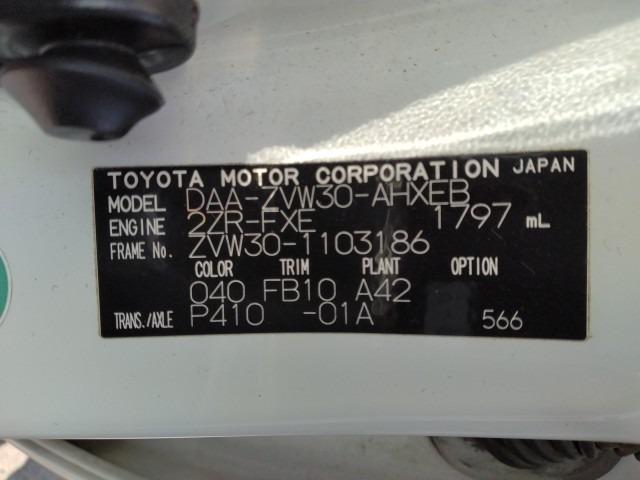 TOYOTA MOTOR CORPORATION JAPAN
MODEL DAA-ZVW30-AHXEB
ENGINE 2ZR-FXE 1797 mL
FRAME No. ZVW30-1103186
COLOR TRIM PLANT OPTION
040 FB10 A42
TRANS./AXLE P410 -01A 566